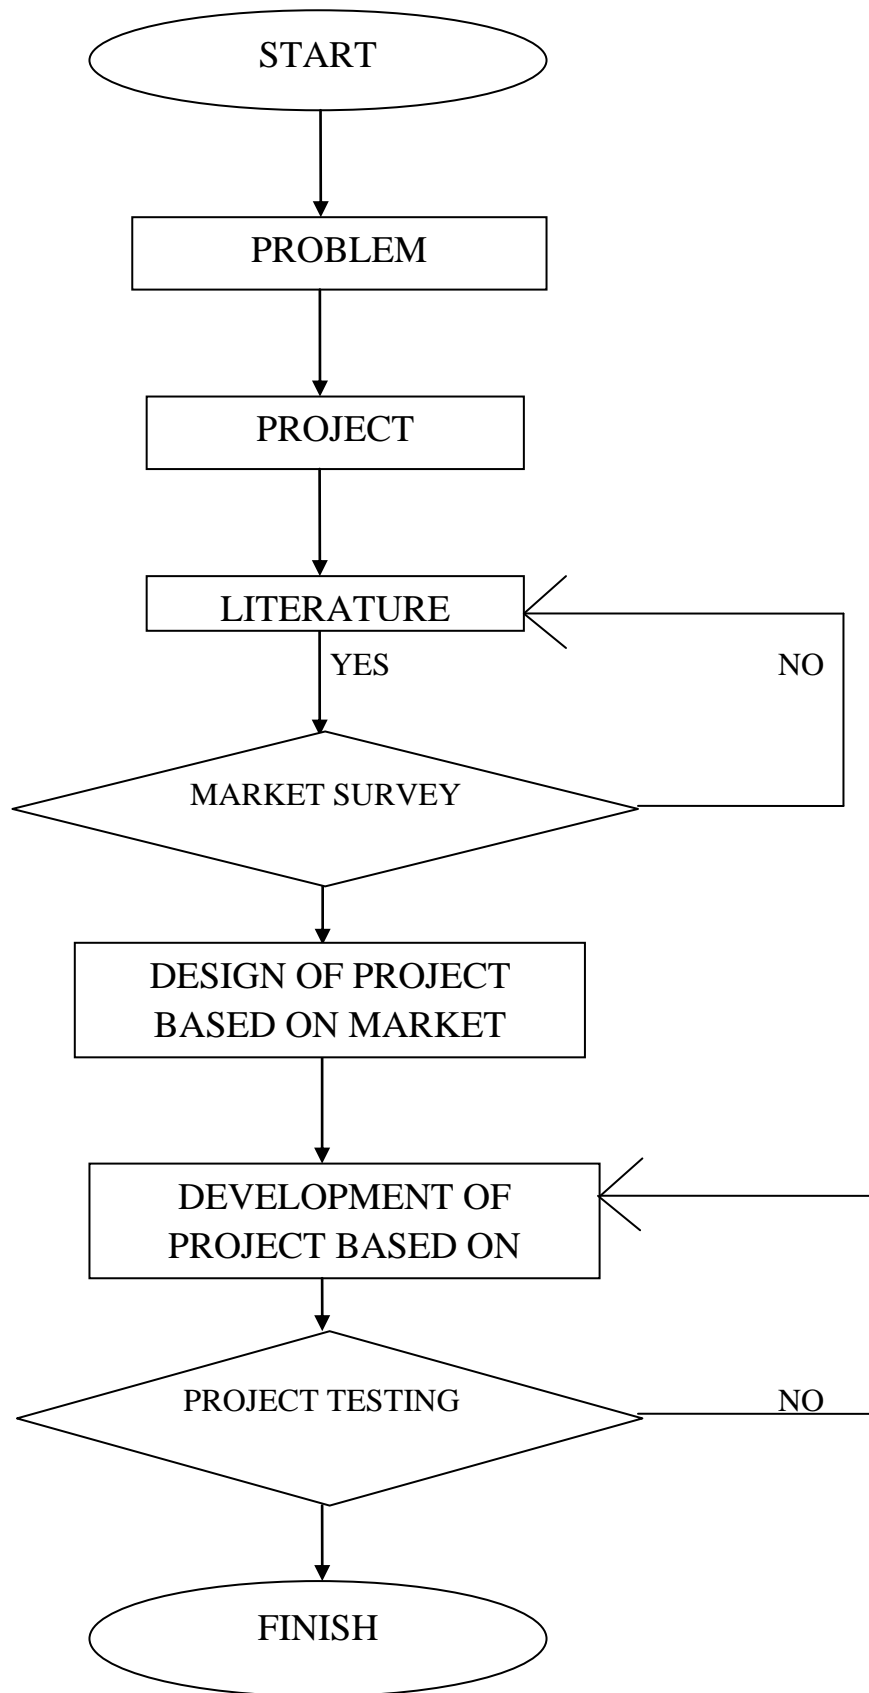 START
PROBLEM
PROJECT
LITERATURE
YES
NO
MARKET SURVEY
DESIGN OF PROJECT
BASED ON MARKET
DEVELOPMENT OF
PROJECT BASED ON
PROJECT TESTING
NO
FINISH